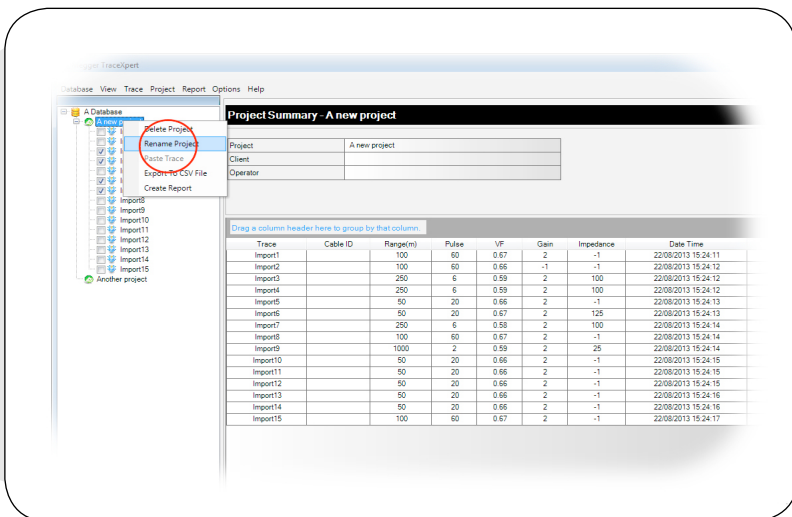 TraceXpert
Database View Trace Project Report Options Help
A Database
A new p
Delete Project
Rename Project
Paste Trace
Export To CSV File
Create Report
Import8
Import9
Import10
Import11
Import12
Import13
Import14
Import15
Another project
Project Summary - A new project
Project A new project
Client
Operator
Drag a column header here to group by that column.
Trace Cable ID Range(m) Pulse VF Gain Impedance Date Time
Import1 100 60 0.67 2 -1 22/08/2013 15:24:11
Import2 100 60 0.66 -1 -1 22/08/2013 15:24:12
Import3 250 6 0.59 2 100 22/08/2013 15:24:12
Import4 250 6 0.59 2 100 22/08/2013 15:24:12
Import5 50 20 0.66 2 -1 22/08/2013 15:24:13
Import6 50 20 0.67 2 125 22/08/2013 15:24:13
Import7 250 6 0.58 2 100 22/08/2013 15:24:14
Import8 100 60 0.67 2 -1 22/08/2013 15:24:14
Import9 1000 2 0.59 2 25 22/08/2013 15:24:14
Import10 50 20 0.66 2 -1 22/08/2013 15:24:15
Import11 50 20 0.66 2 -1 22/08/2013 15:24:15
Import12 50 20 0.66 2 -1 22/08/2013 15:24:15
Import13 50 20 0.66 2 -1 22/08/2013 15:24:16
Import14 50 20 0.66 2 -1 22/08/2013 15:24:16
Import15 100 60 0.67 2 -1 22/08/2013 15:24:17